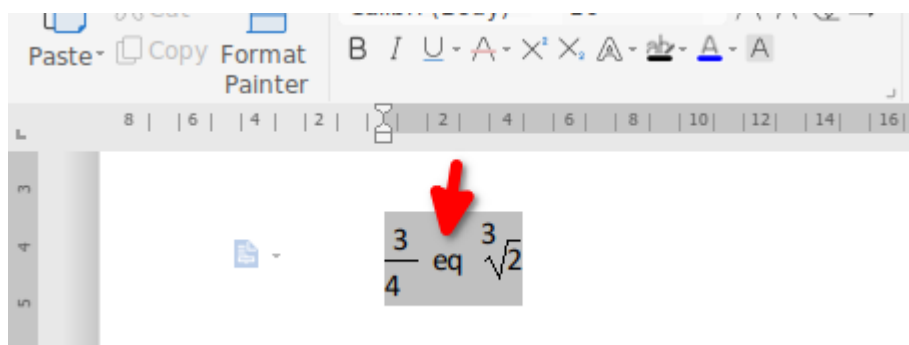 Cut
Paste Copy Format
Painter
B I U A X² X₂ A ab A A
8 6 4 2 2 4 6 8 10 12 14 16
3
4
5
3
4
eq
3√2